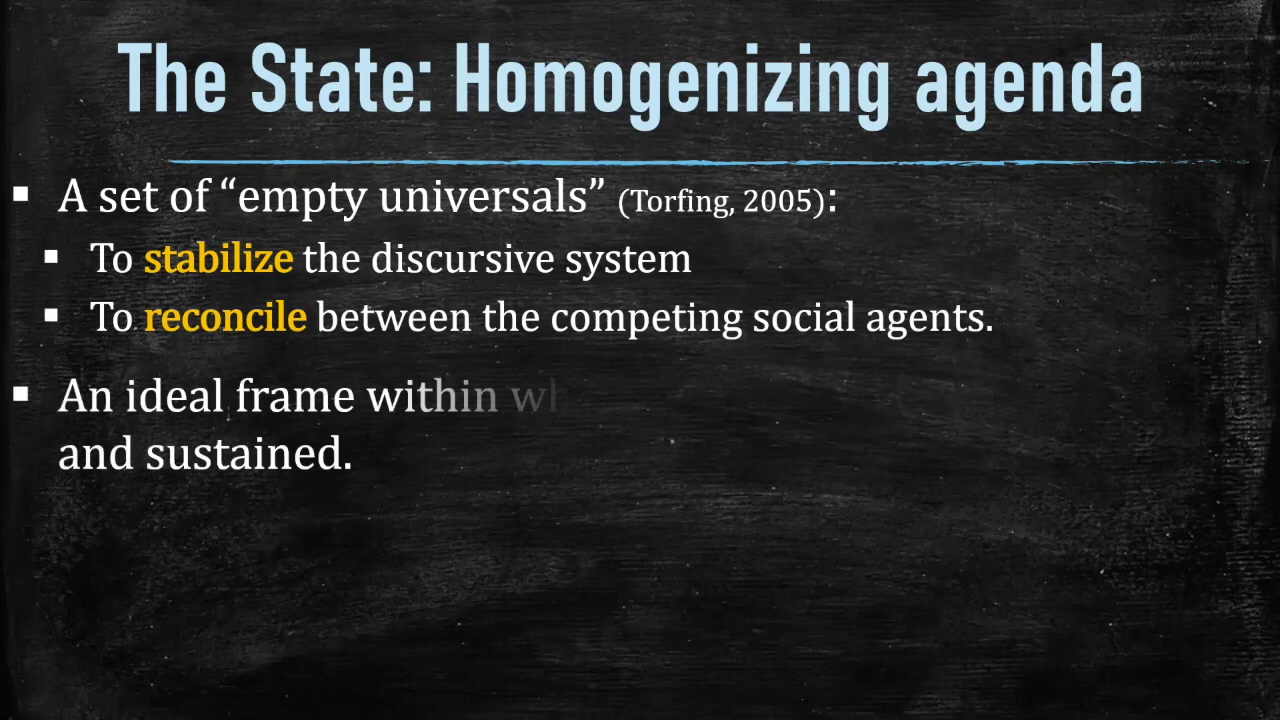 The State: Homogenizing agenda
▪ A set of “empty universals” (Torfing, 2005):
▪ To stabilize the discursive system
▪ To reconcile between the competing social agents.
▪ An ideal frame within
and sustained.